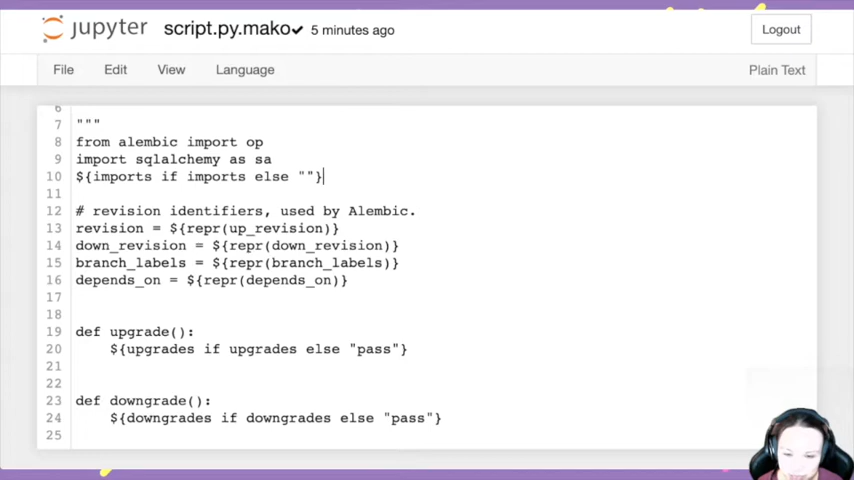 jupyter script.py.mako 5 minutes ago Logout
File Edit View Language Plain Text
6
7 """
8 from alembic import op
9 import sqlalchemy as sa
10 ${imports if imports else ""}
11
12 # revision identifiers, used by Alembic.
13 revision = ${repr(up_revision)}
14 down_revision = ${repr(down_revision)}
15 branch_labels = ${repr(branch_labels)}
16 depends_on = ${repr(depends_on)}
17
18
19 def upgrade():
20 ${upgrades if upgrades else "pass"}
21
22
23 def downgrade():
24 ${downgrades if downgrades else "pass"}
25